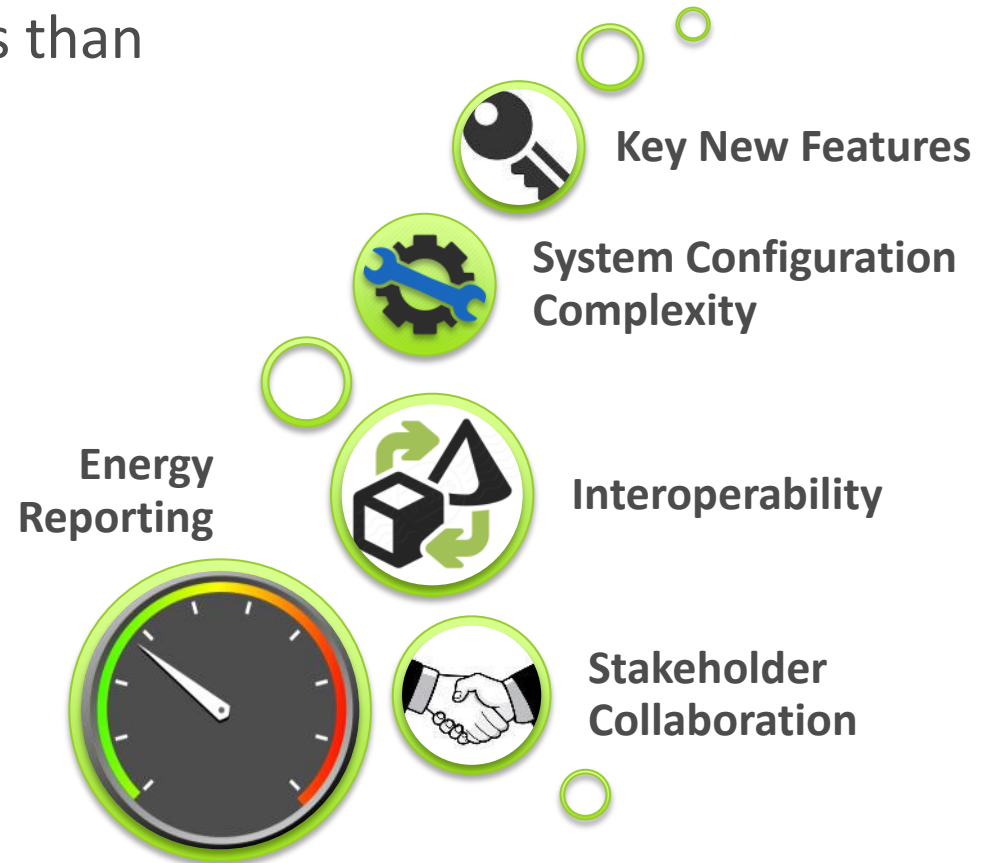 s than
Key New Features
System Configuration
Complexity
Energy
Reporting
Interoperability
Stakeholder
Collaboration